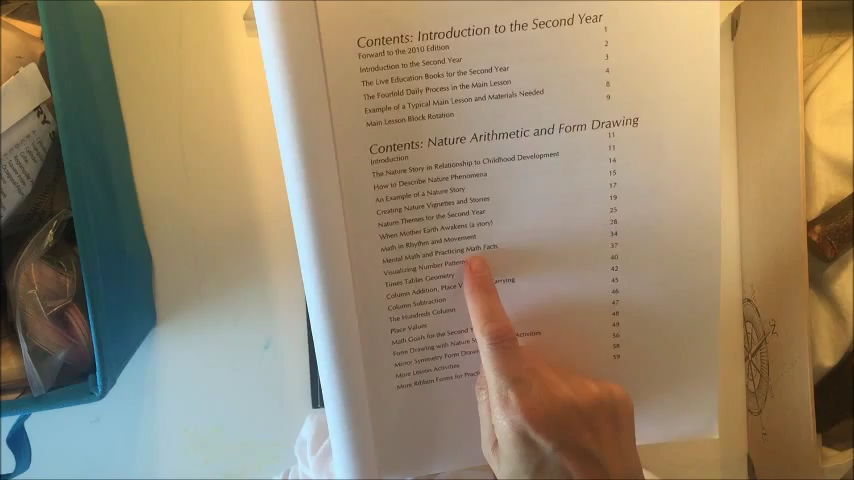 Contents: Introduction to the Second Year
Forward to the 2010 Edition 1
Introduction to the Second Year 2
The Live Education Books for the Second Year 3
The Fourfold Daily Process in the Main Lesson 4
Example of a Typical Main Lesson and Materials Needed 8
Main Lesson Block Rotation 9
Contents: Nature Arithmetic and Form Drawing
Introduction 11
The Nature Story in Relationship to Childhood Development 11
How to Describe Nature Phenomena 14
An Example of a Nature Story 15
Creating Nature Vignettes and Stories 17
Nature Themes for the Second Year 19
When Mother Earth Awakens (a story) 25
Math in Rhythm and Movement 28
Mental Math and Practicing Math Facts 34
Visualizing Number Patterns 37
Times Tables Geometry 40
Column Addition, Place Carrying 42
Column Subtraction 45
The Hundreds Column 46
Place Values 47
Math Goals for the Second 48
Form Drawing with Nature Activities 49
Mirror Symmetry Form 56
More Lesson Activities 58
More Ribbon Forms for 59